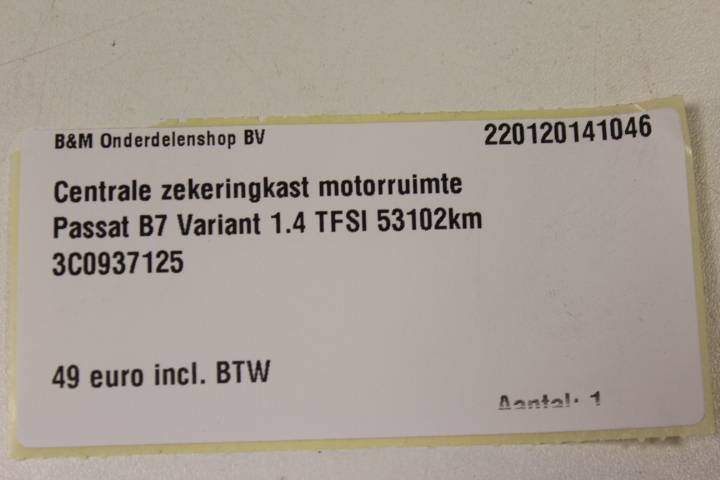 B&M Onderdelenshop BV 220120141046
Centrale zekeringkast motorruimte
Passat B7 Variant 1.4 TFSI 53102km
3C0937125
49 euro incl. BTW
Aantal: 1